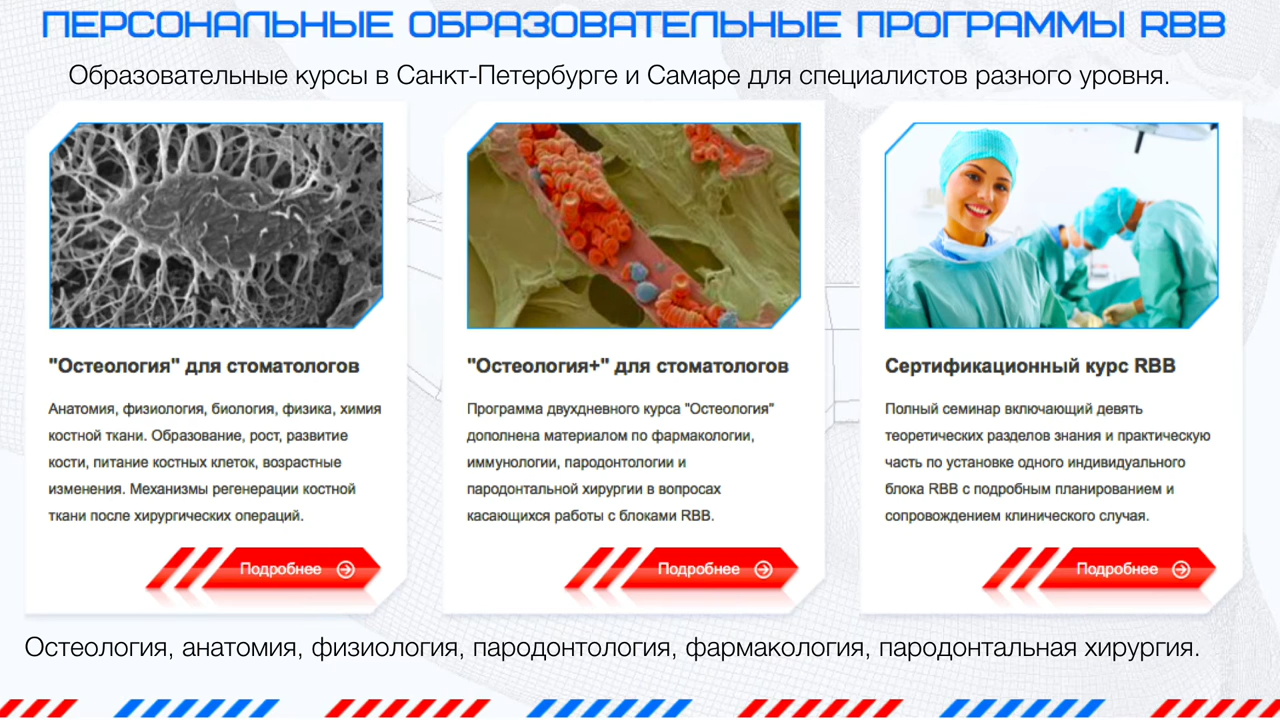 ПЕРСОНАЛЬНЫЕ ОБРАЗОВАТЕЛЬНЫЕ ПРОГРАММЫ RBB
Образовательные курсы в Санкт-Петербурге и Самаре для специалистов разного уровня.
"Остеология" для стоматологов
Анатомия, физиология, биология, физика, химия
костной ткани. Образование, рост, развитие
кости, питание костных клеток, возрастные
изменения. Механизмы регенерации костной
ткани после хирургических операций.
Подробнее
"Остеология+" для стоматологов
Программа двухдневного курса "Остеология"
дополнена материалом по фармакологии,
иммунологии, пародонтологии и
пародонтальной хирургии в вопросах
касающихся работы с блоками RBB.
Подробнее
Сертификационный курс RBB
Полный семинар включающий девять
теоретических разделов знания и практическую
часть по установке одного индивидуального
блока RBB с подробным планированием и
сопровождением клинического случая.
Подробнее
Остеология, анатомия, физиология, пародонтология, фармакология, пародонтальная хирургия.